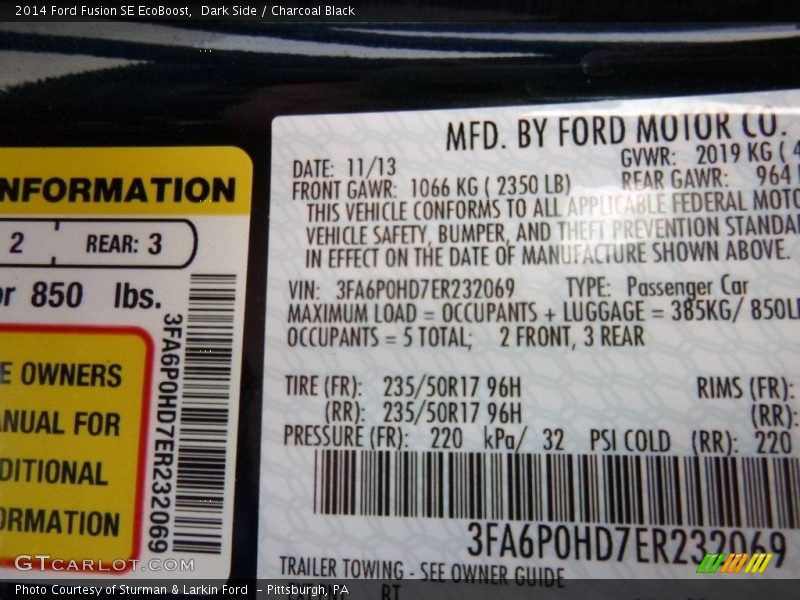 2014 Ford Fusion SE EcoBoost,  Dark Side / Charcoal Black
NFORMATION
2 REAR: 3
or 850 lbs.
3FA6P0HD7ER232069
E OWNERS
ANUAL FOR
DITIONAL
ORMATION
MFD. BY FORD MOTOR CO.
DATE: 11/13 GVWR: 2019 KG ( 4
FRONT GAWR: 1066 KG ( 2350 LB) REAR GAWR: 964
THIS VEHICLE CONFORMS TO ALL APPLICABLE FEDERAL MOTO
VEHICLE SAFETY, BUMPER, AND THEFT PREVENTION STANDA
IN EFFECT ON THE DATE OF MANUFACTURE SHOWN ABOVE.
VIN: 3FA6P0HD7ER232069 TYPE: Passenger Car
MAXIMUM LOAD = OCCUPANTS + LUGGAGE = 385KG/ 850L
OCCUPANTS = 5 TOTAL; 2 FRONT, 3 REAR
TIRE (FR): 235/50R17 96H RIMS (FR):
(RR): 235/50R17 96H (RR):
PRESSURE (FR): 220 kPa/ 32 PSI COLD (RR): 220
3FA6P0HD7ER232069
TRAILER TOWING - SEE OWNER GUIDE
GTcarlot.com
Photo Courtesy of Sturman & Larkin Ford  - Pittsburgh, PA